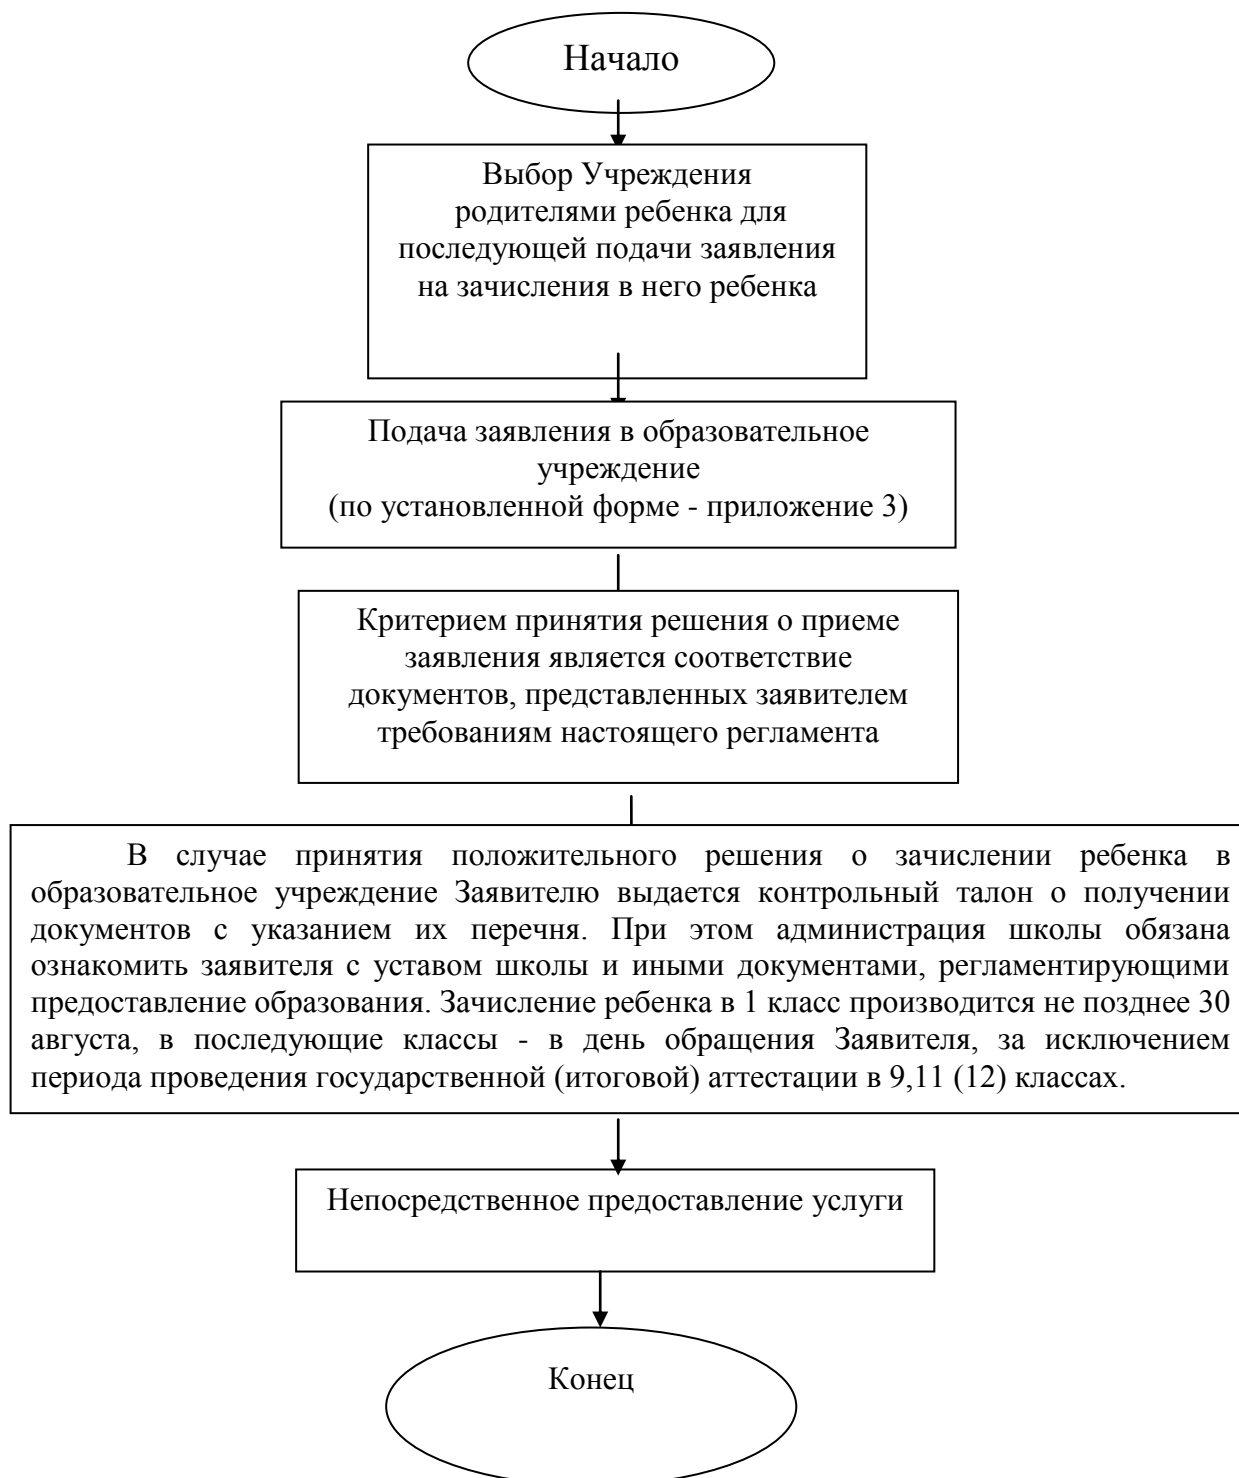 Начало
Выбор Учреждения
родителями ребенка для
последующей подачи заявления
на зачисления в него ребенка
Подача заявления в образовательное
учреждение
(по установленной форме - приложение 3)
Критерием принятия решения о приеме
заявления является соответствие
документов, представленных заявителем
требованиям настоящего регламента
В случае принятия положительного решения о зачислении ребенка в
образовательное учреждение Заявителю выдается контрольный талон о получении
документов с указанием их перечня. При этом администрация школы обязана
ознакомить заявителя с уставом школы и иными документами, регламентирующими
предоставление образования. Зачисление ребенка в 1 класс производится не позднее 30
августа, в последующие классы - в день обращения Заявителя, за исключением
периода проведения государственной (итоговой) аттестации в 9,11 (12) классах.
Непосредственное предоставление услуги
Конец